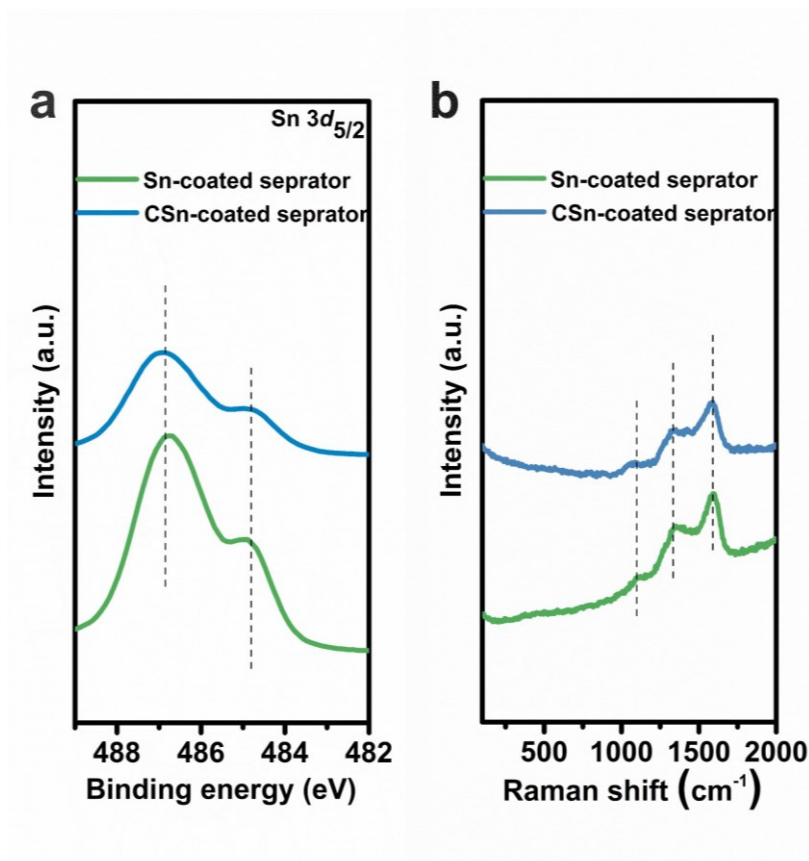 a
Sn 3d5/2
Sn-coated seprator
CSn-coated seprator
Intensity (a.u.)
488 486 484 482
Binding energy (eV)
b
Sn-coated seprator
CSn-coated seprator
Intensity (a.u.)
500 1000 1500 2000
Raman shift (cm-1)